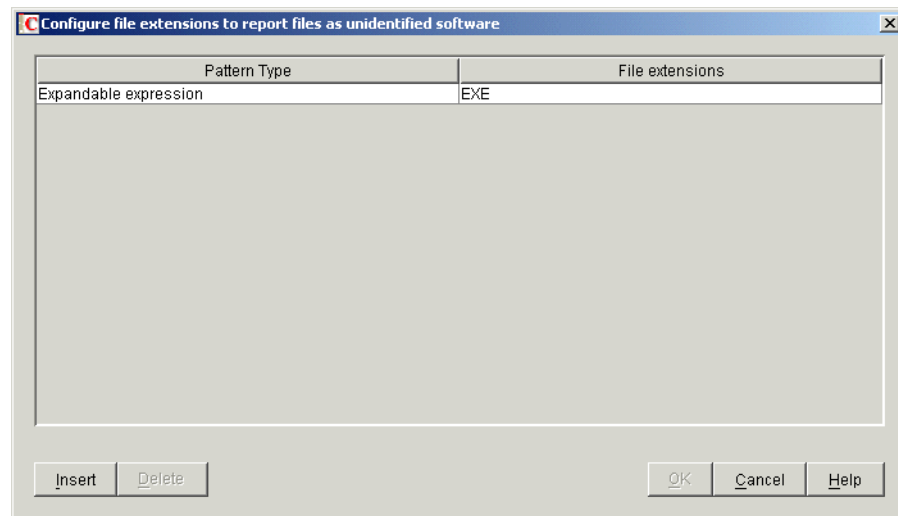 Configure file extensions to report files as unidentified software
Pattern Type File extensions
Expandable expression EXE
Insert Delete OK Cancel Help